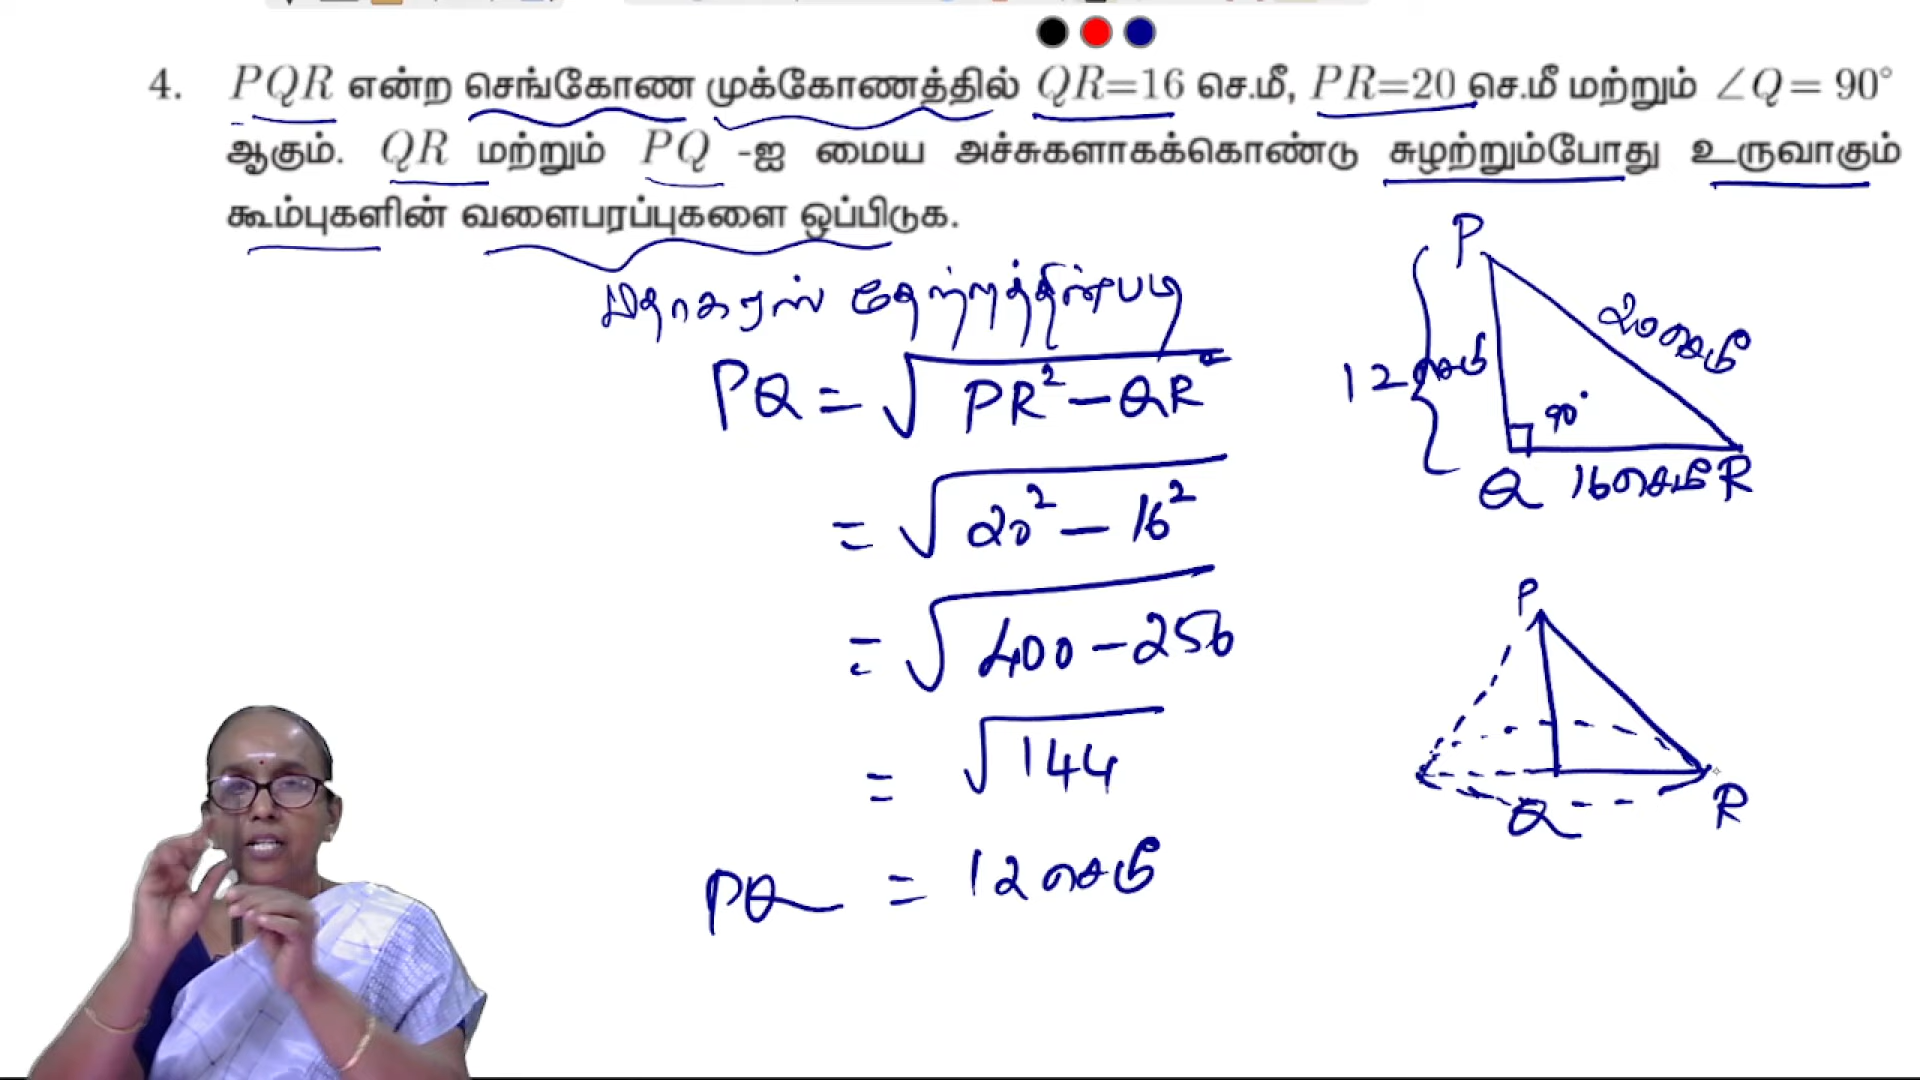 4. PQR என்ற செங்கோண முக்கோணத்தில் QR=16 செ.மீ, PR=20 செ.மீ மற்றும் ∠Q = 90°
ஆகும். QR மற்றும் PQ -ஐ மைய அச்சுகளாகக்கொண்டு சுழற்றும்போது உருவாகும்
கூம்புகளின் வளைபரப்புகளை ஒப்பிடுக.
பிதாகரஸ் தேற்றத்தின்படி
PQ = √PR² − QR²
= √20² − 16²
= √400 − 256
= √144
PQ = 12 செமீ
P
20 செமீ
12 செமீ
90°
Q 16 செமீ R
P
Q R